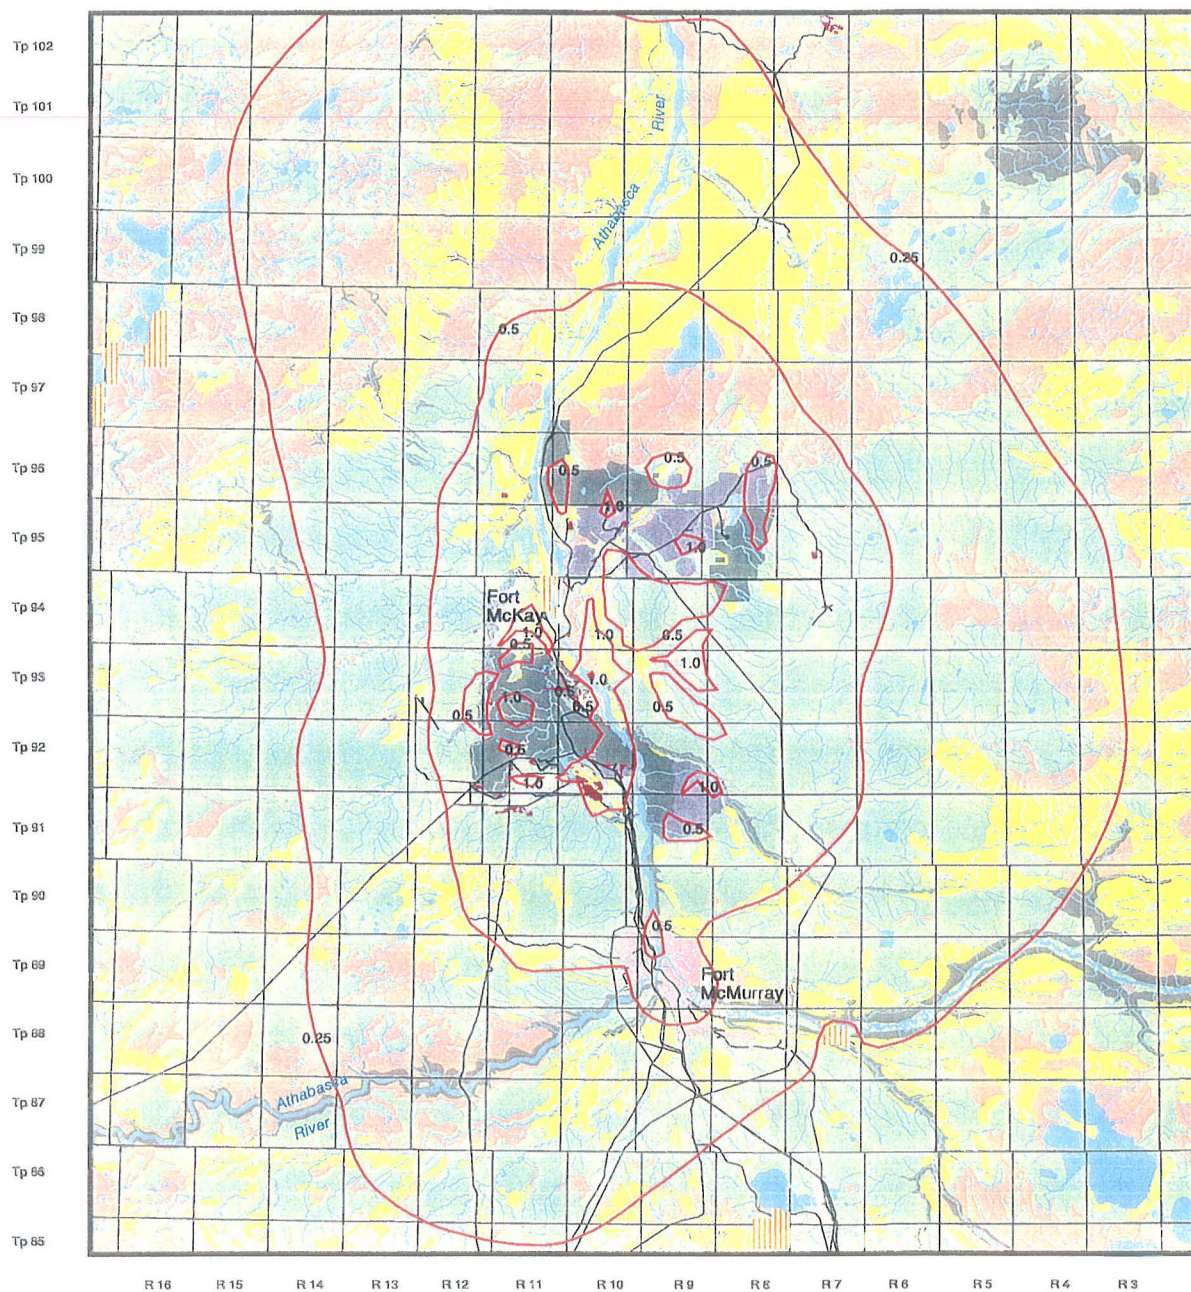 Tp 102
Tp 101
River
Tp 100
Athabasca
Tp 99
0.25
Tp 98
0.5
Tp 97
Tp 96
0.5
0.5
0.5
1.0
Tp 95
1.0
Tp 94
Fort
McKay
1.0
1.0
0.5
0.5
1.0
Tp 93
1.0
1.0
0.5
0.5
0.5
0.5
Tp 92
0.5
1.0
1.0
Tp 91
0.5
Tp 90
0.5
Tp 89
Fort
McMurray
Tp 88
0.25
Athabasca
River
Tp 87
Tp 86
Tp 85
R 16 R 15 R 14 R 13 R 12 R 11 R 10 R 9 R 8 R 7 R 6 R 5 R 4 R 3